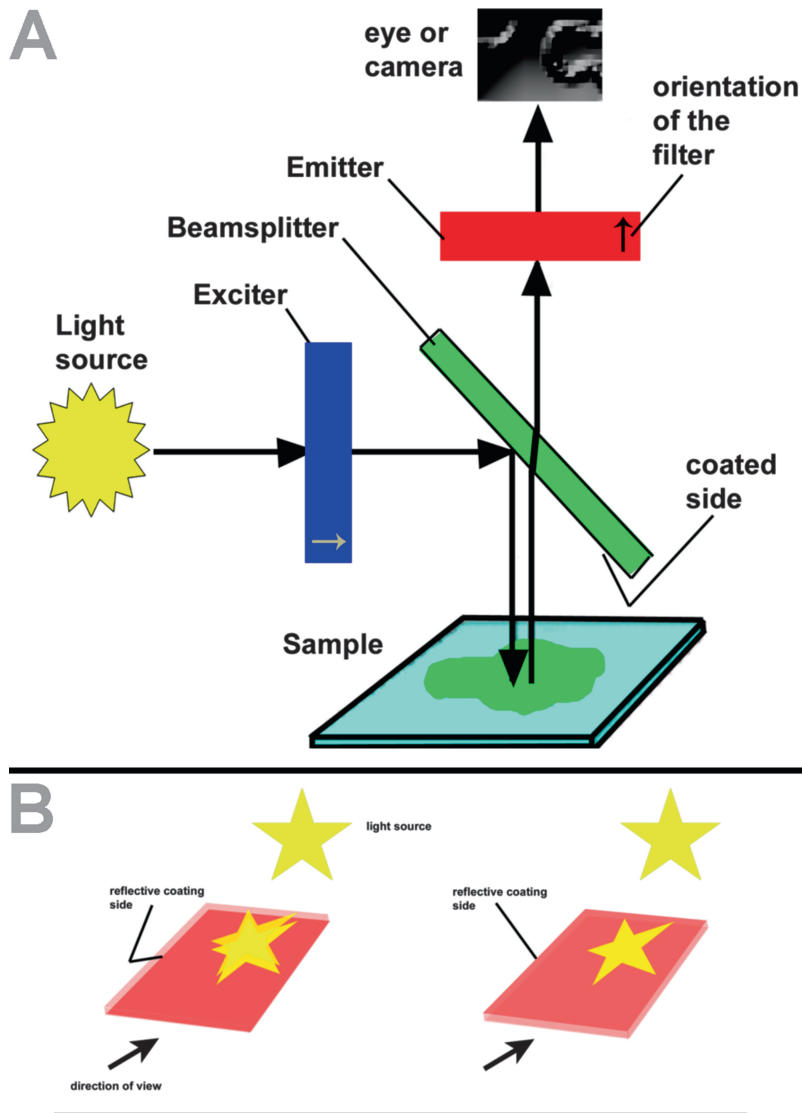 A
eye or
camera
orientation
of the
filter
Emitter
Beamsplitter
Exciter
Light
source
coated
side
Sample
B
light source
reflective coating
side
reflective coating
side
direction of view